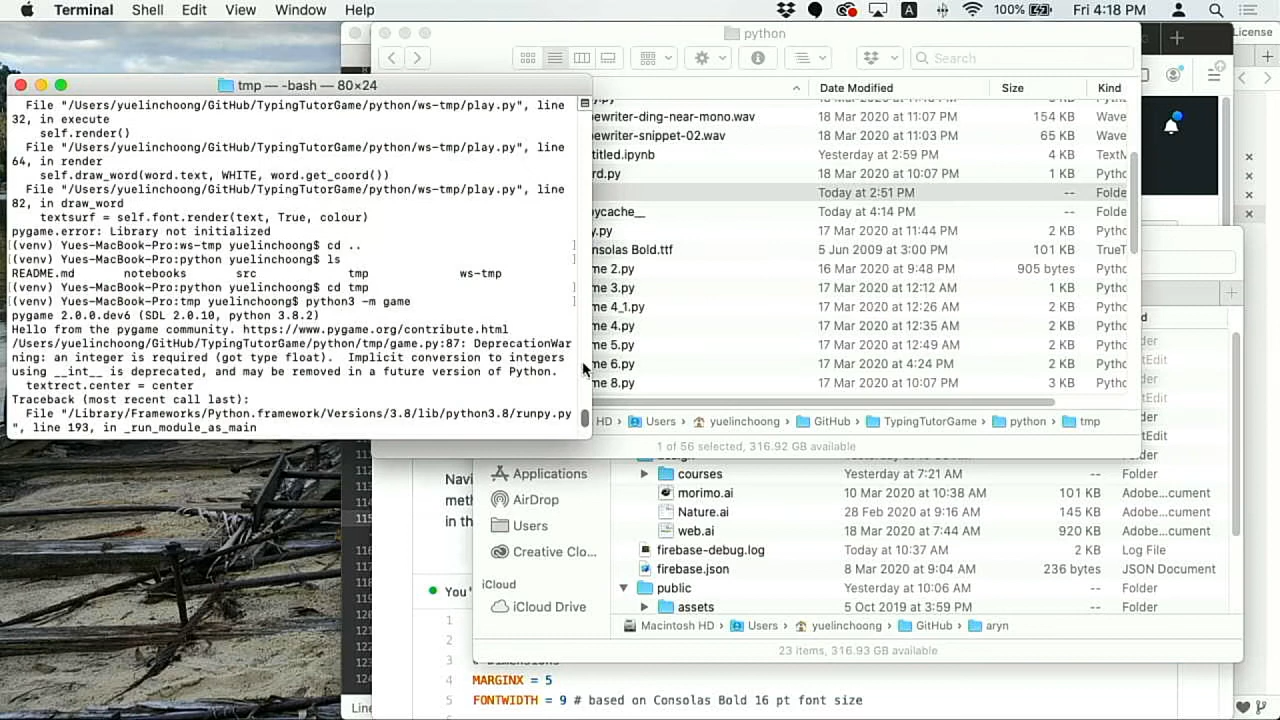 Terminal Shell Edit View Window Help 100% Fri 4:18 PM
python
Search
License
tmp — -bash — 80×24
File "/Users/yuelinchoong/GitHub/TypingTutorGame/python/ws-tmp/play.py", line
32, in execute
self.render()
File "/Users/yuelinchoong/GitHub/TypingTutorGame/python/ws-tmp/play.py", line
64, in render
self.draw_word(word.text, WHITE, word.get_coord())
File "/Users/yuelinchoong/GitHub/TypingTutorGame/python/ws-tmp/play.py", line
82, in draw_word
textsurf = self.font.render(text, True, colour)
pygame.error: Library not initialized
(venv) Yues-MacBook-Pro:ws-tmp yuelinchoong$ cd ..
(venv) Yues-MacBook-Pro:python yuelinchoong$ ls
README.md notebooks src tmp ws-tmp
(venv) Yues-MacBook-Pro:python yuelinchoong$ cd tmp
(venv) Yues-MacBook-Pro:tmp yuelinchoong$ python3 -m game
pygame 2.0.0.dev6 (SDL 2.0.10, python 3.8.2)
Hello from the pygame community. https://www.pygame.org/contribute.html
/Users/yuelinchoong/GitHub/TypingTutorGame/python/tmp/game.py:87: DeprecationWar
ning: an integer is required (got type float). Implicit conversion to integers
using __int__ is deprecated, and may be removed in a future version of Python.
textrect.center = center
Traceback (most recent call last):
File "/Library/Frameworks/Python.framework/Versions/3.8/lib/python3.8/runpy.py
", line 193, in _run_module_as_main
Date Modified Size Kind
ewriter-ding-near-mono.wav 18 Mar 2020 at 11:07 PM 154 KB Wave
ewriter-snippet-02.wav 18 Mar 2020 at 11:03 PM 65 KB Wave
titled.ipynb Yesterday at 2:59 PM 4 KB TextM
rd.py 18 Mar 2020 at 10:07 PM 1 KB Pytho
Today at 2:51 PM -- Folde
ycache__ Today at 4:14 PM -- Folde
y.py 18 Mar 2020 at 11:44 PM 2 KB Pytho
nsolas Bold.ttf 5 Jun 2009 at 3:00 PM 101 KB TrueT
me 2.py 16 Mar 2020 at 9:48 PM 905 bytes Pytho
me 3.py 17 Mar 2020 at 12:12 AM 1 KB Pytho
me 4_1.py 17 Mar 2020 at 12:26 AM 2 KB Pytho
me 4.py 17 Mar 2020 at 12:35 AM 2 KB Pytho
me 5.py 17 Mar 2020 at 12:49 AM 2 KB Pytho
me 6.py 17 Mar 2020 at 4:24 PM 2 KB Pytho
me 8.py 17 Mar 2020 at 10:07 PM 3 KB Pytho
HD › Users › yuelinchoong › GitHub › TypingTutorGame › python › tmp
1 of 56 selected, 316.92 GB available
Applications
AirDrop
Users
Creative Clo...
iCloud
iCloud Drive
courses Yesterday at 7:21 AM -- Folder
morimo.ai 10 Mar 2020 at 10:38 AM 101 KB Adobe...cument
Nature.ai 28 Feb 2020 at 9:16 AM 145 KB Adobe...cument
web.ai 18 Mar 2020 at 7:44 AM 920 KB Adobe...cument
firebase-debug.log Today at 10:37 AM 2 KB Log File
firebase.json 8 Mar 2020 at 9:04 AM 236 bytes JSON Document
public Yesterday at 10:06 AM -- Folder
assets 5 Oct 2019 at 3:59 PM -- Folder
Macintosh HD › Users › yuelinchoong › GitHub › aryn
23 items, 316.93 GB available
Navi
meth
in th
You'
1
2
3
4 MARGINX = 5
5 FONTWIDTH = 9 # based on Consolas Bold 16 pt font size
Line